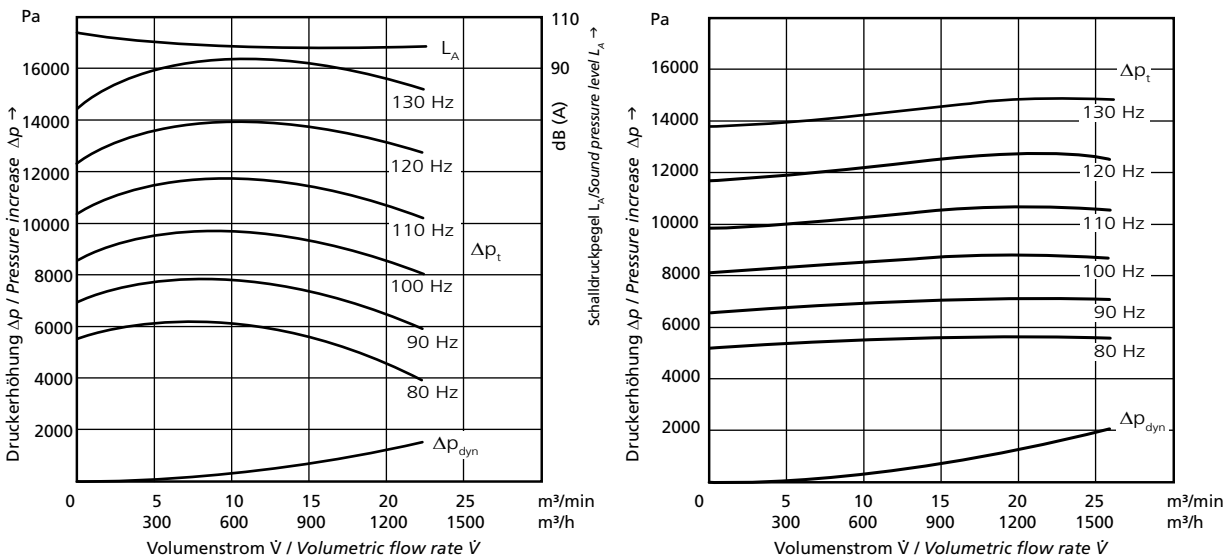 Pa
16000
14000
12000
10000
8000
6000
4000
2000
Druckerhöhung Δp / Pressure increase Δp →
L_A
130 Hz
120 Hz
110 Hz
Δp_t
100 Hz
90 Hz
80 Hz
Δp_dyn
110
90
dB (A)
Schalldruckpegel L_A/Sound pressure level L_A →
0 5 10 15 20 25 m³/min
300 600 900 1200 1500 m³/h
Volumenstrom V̇ / Volumetric flow rate V̇
Pa
16000
14000
12000
10000
8000
6000
4000
2000
Druckerhöhung Δp / Pressure increase Δp →
Δp_t
130 Hz
120 Hz
110 Hz
100 Hz
90 Hz
80 Hz
Δp_dyn
0 5 10 15 20 25 m³/min
300 600 900 1200 1500 m³/h
Volumenstrom V̇ / Volumetric flow rate V̇